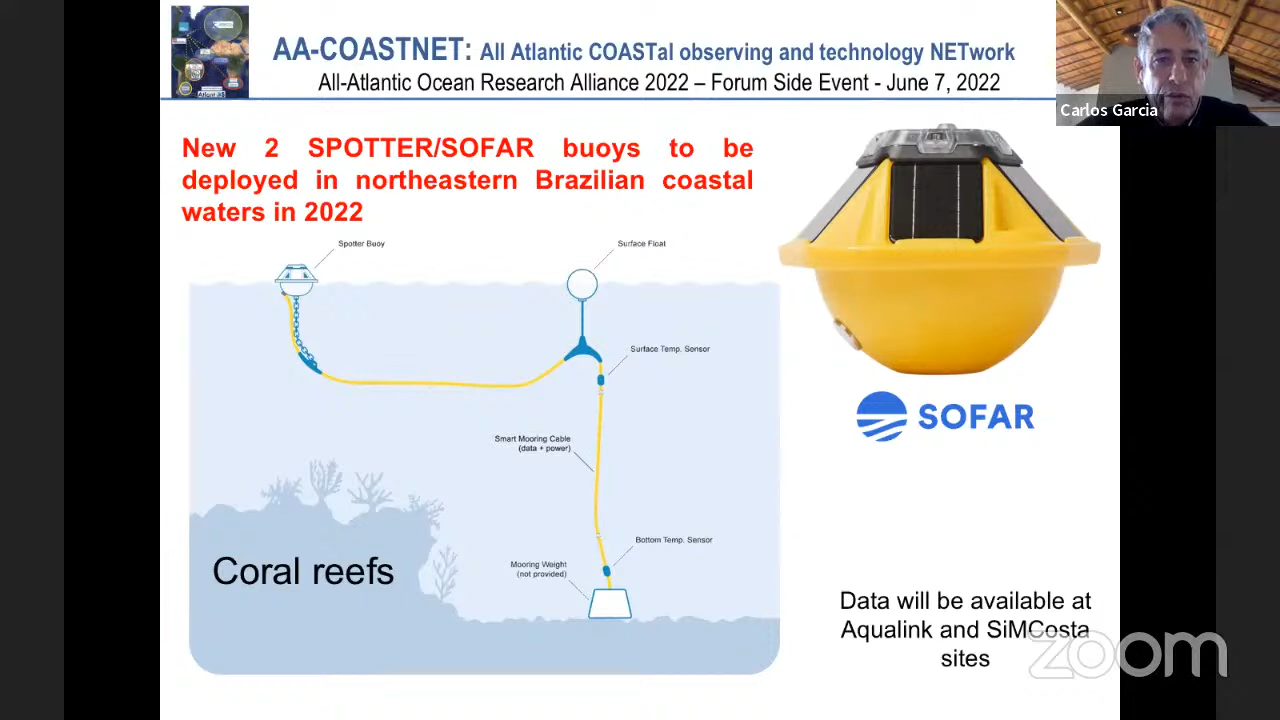 AA-COASTNET: All Atlantic COASTal observing and technology NETwork
All-Atlantic Ocean Research Alliance 2022 – Forum Side Event - June 7, 2022
Carlos Garcia
New 2 SPOTTER/SOFAR buoys to be
deployed in northeastern Brazilian coastal
waters in 2022
Spotter Buoy
Surface Float
Surface Temp. Sensor
Smart Mooring Cable
(data + power)
Bottom Temp. Sensor
Mooring Weight
(not provided)
Coral reefs
SOFAR
Data will be available at
Aqualink and SiMCosta
sites
zoom